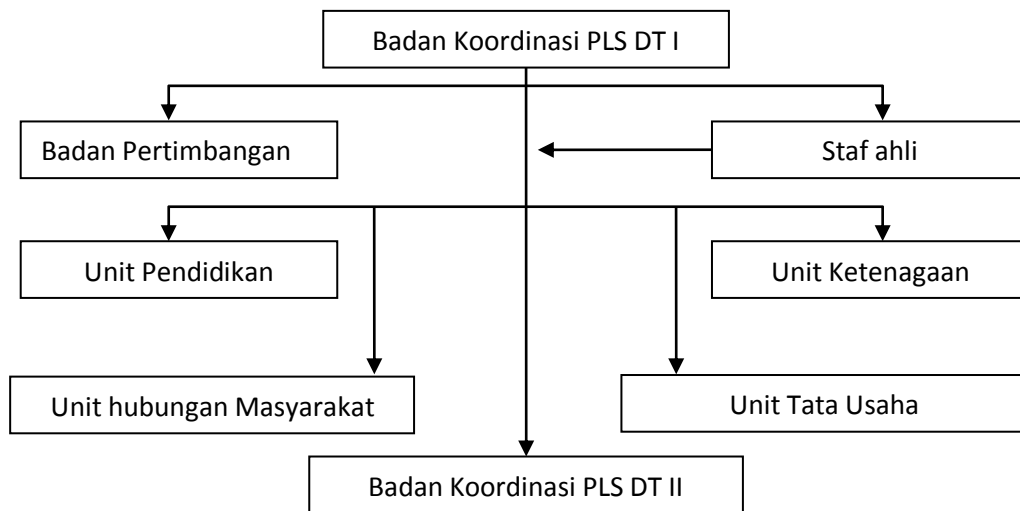 Badan Koordinasi PLS DT I
Badan Pertimbangan
Staf ahli
Unit Pendidikan
Unit Ketenagaan
Unit hubungan Masyarakat
Unit Tata Usaha
Badan Koordinasi PLS DT II